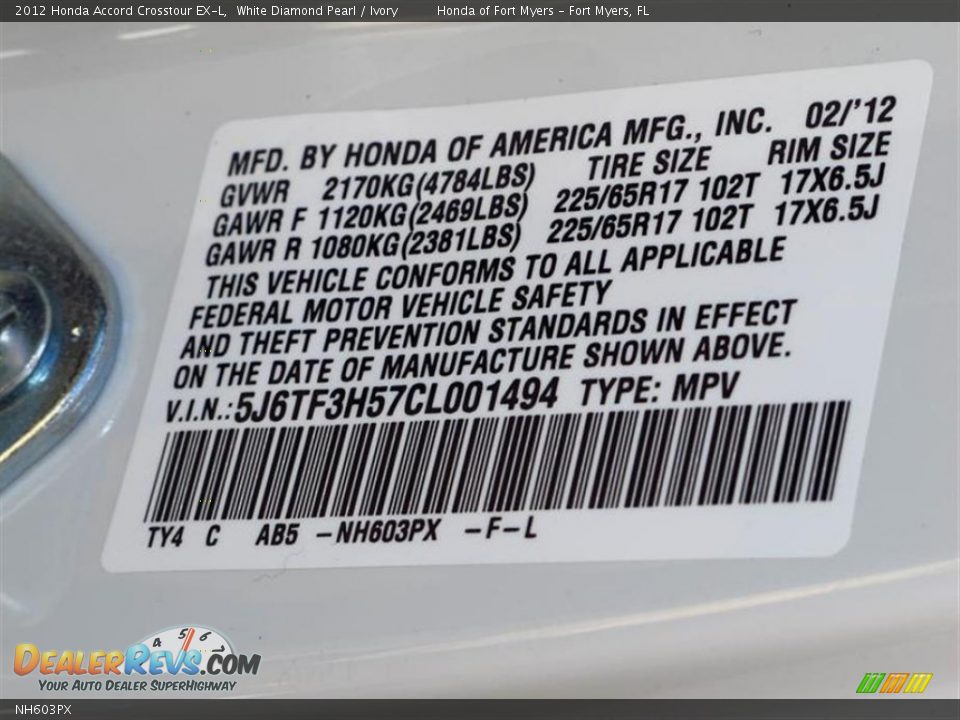 2012 Honda Accord Crosstour EX-L, White Diamond Pearl / Ivory Honda of Fort Myers - Fort Myers, FL
MFD. BY HONDA OF AMERICA MFG., INC. 02/'12
GVWR 2170KG(4784LBS) TIRE SIZE RIM SIZE
GAWR F 1120KG(2469LBS) 225/65R17 102T 17X6.5J
GAWR R 1080KG(2381LBS) 225/65R17 102T 17X6.5J
THIS VEHICLE CONFORMS TO ALL APPLICABLE
FEDERAL MOTOR VEHICLE SAFETY
AND THEFT PREVENTION STANDARDS IN EFFECT
ON THE DATE OF MANUFACTURE SHOWN ABOVE.
V.I.N.:5J6TF3H57CL001494 TYPE: MPV
TY4 C AB5 -NH603PX -F-L
4 5 6 7
DEALERREVS.COM
YOUR AUTO DEALER SUPERHIGHWAY
NH603PX